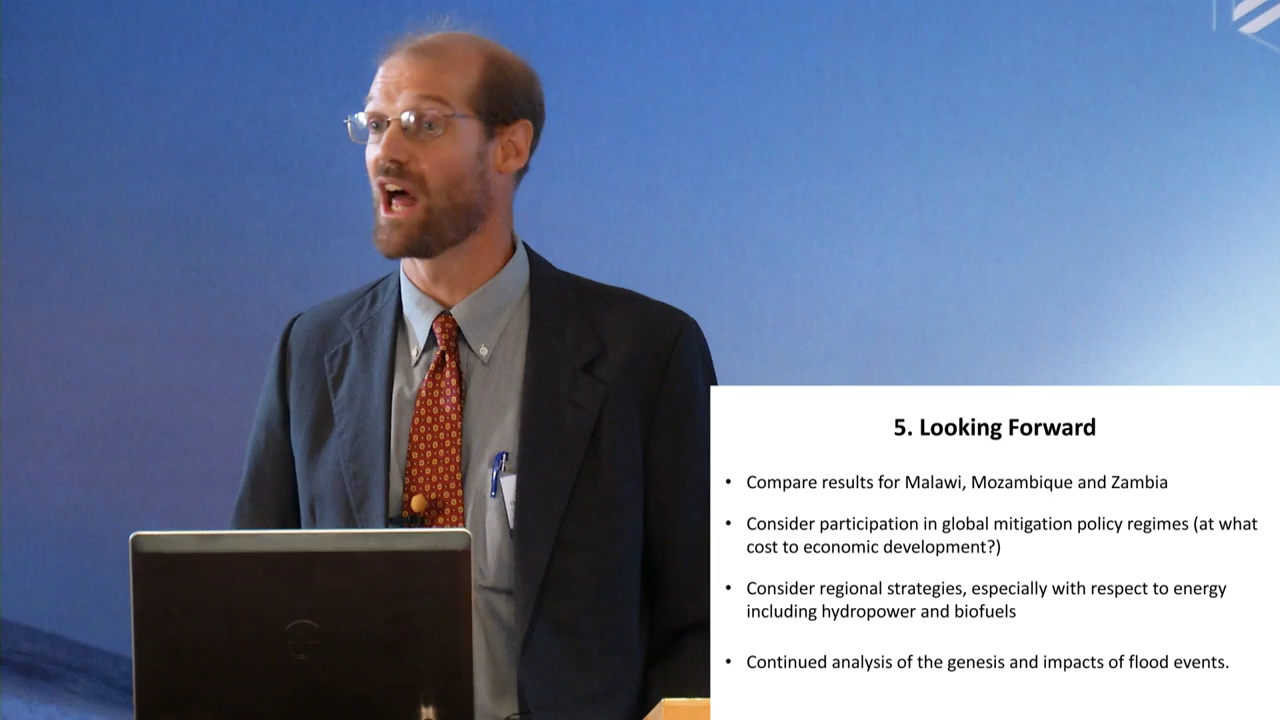 5. Looking Forward
• Compare results for Malawi, Mozambique and Zambia
• Consider participation in global mitigation policy regimes (at what
cost to economic development?)
• Consider regional strategies, especially with respect to energy
including hydropower and biofuels
• Continued analysis of the genesis and impacts of flood events.